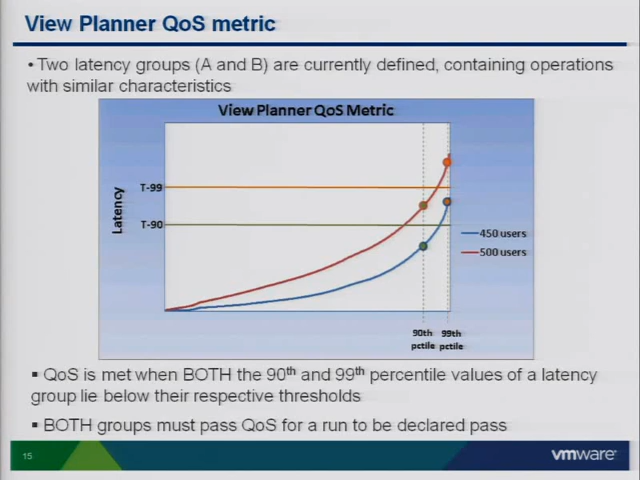 View Planner QoS metric
• Two latency groups (A and B) are currently defined, containing operations
with similar characteristics
View Planner QoS Metric
Latency
T-99
T-90
450 users
500 users
90th
pctile
99th
pctile
▪ QoS is met when BOTH the 90th and 99th percentile values of a latency
group lie below their respective thresholds
▪ BOTH groups must pass QoS for a run to be declared pass
15
vmware